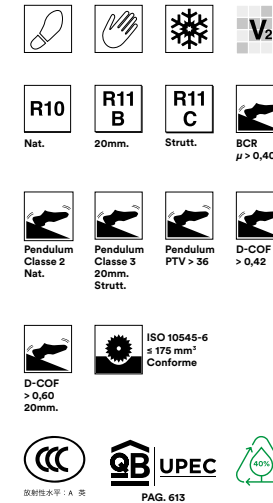 V2
R10
R11
B
R11
C
Nat.
20mm.
Strutt.
BCR
μ > 0,40
Pendulum
Classe 2
Nat.
Pendulum
Classe 3
20mm.
Strutt.
Pendulum
PTV > 36
D-COF
> 0,42
D-COF
> 0,60
20mm.
ISO 10545-6
≤ 175 mm³
Conforme
CCC
放射性水平：A 类
QB UPEC
PAG. 613
40%